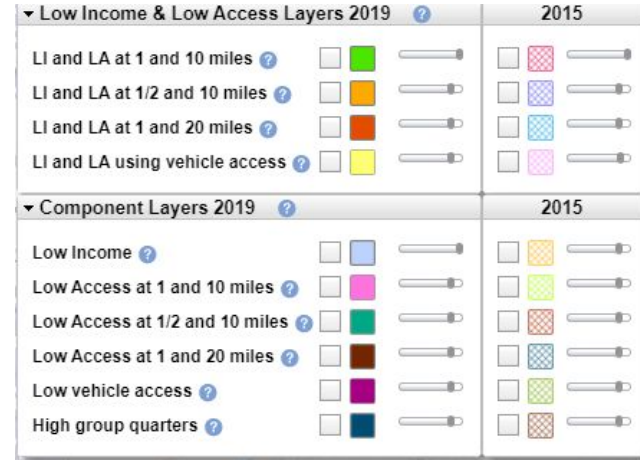 Low Income & Low Access Layers 2019 ? 2015
LI and LA at 1 and 10 miles ?
LI and LA at 1/2 and 10 miles ?
LI and LA at 1 and 20 miles ?
LI and LA using vehicle access ?
Component Layers 2019 ? 2015
Low Income ?
Low Access at 1 and 10 miles ?
Low Access at 1/2 and 10 miles ?
Low Access at 1 and 20 miles ?
Low vehicle access ?
High group quarters ?